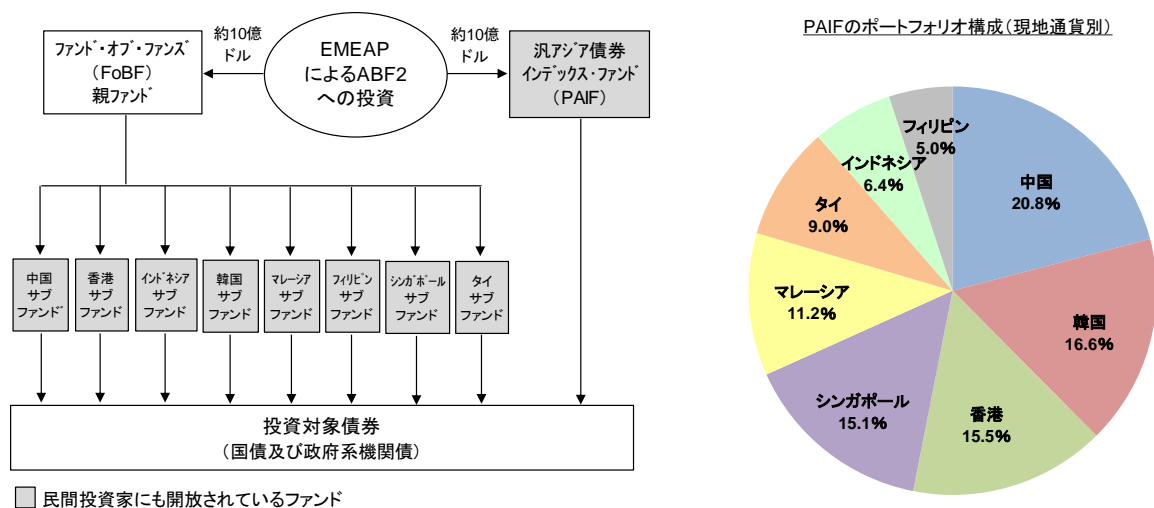 ファンド・オブ・ファンズ
(FoBF)
親ファンド
約10億
ドル
EMEAP
によるABF2
への投資
約10億
ドル
汎アジア債券
インデックス・ファンド
(PAIF)
中国
サブ
ファンド
香港
サブ
ファンド
インドネシア
サブ
ファンド
韓国
サブ
ファンド
マレーシア
サブ
ファンド
フィリピン
サブ
ファンド
シンガポール
サブ
ファンド
タイ
サブ
ファンド
投資対象債券
(国債及び政府系機関債)
民間投資家にも開放されているファンド
PAIFのポートフォリオ構成(現地通貨別)
中国
20.8%
韓国
16.6%
香港
15.5%
シンガポール
15.1%
マレーシア
11.2%
タイ
9.0%
インドネシア
6.4%
フィリピン
5.0%